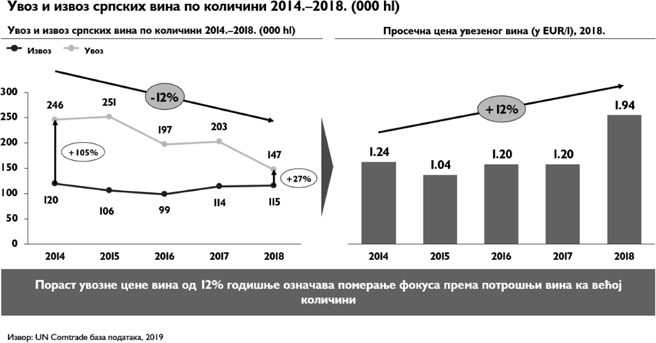 Увоз и извоз српских вина по количини 2014.–2018. (000 hl)
Увоз и извоз српских вина по количини 2014.–2018. (000 hl)
Извоз Увоз
300
250
200
150
100
50
0
246
251
197
203
147
-12%
+105%
+27%
120
106
99
114
115
2014 2015 2016 2017 2018
Просечна цена увезеног вина (у EUR/l), 2018.
+12%
1.24
1.04
1.20
1.20
1.94
2014 2015 2016 2017 2018
Пораст увозне цене вина од 12% годишње означава померање фокуса према потрошњи вина ка већој
количини
Извор: UN Comtrade база података, 2019